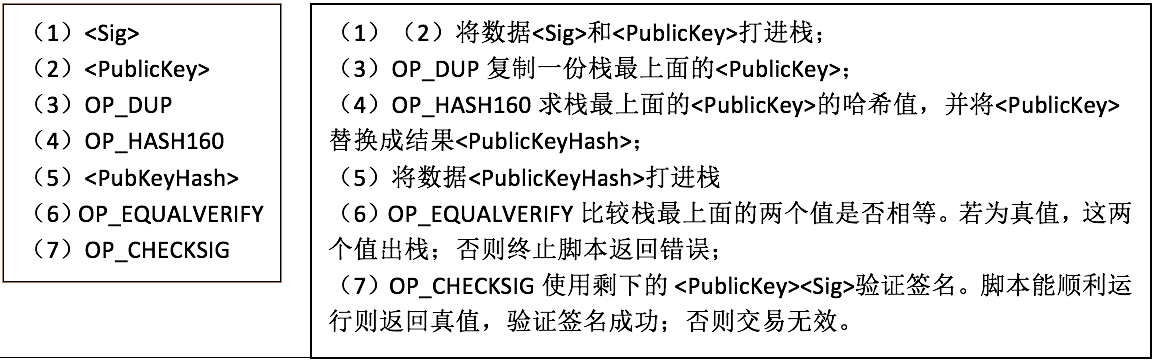 （1）<Sig>
（2）<PublicKey>
（3）OP_DUP
（4）OP_HASH160
（5）<PubKeyHash>
（6）OP_EQUALVERIFY
（7）OP_CHECKSIG
（1）（2）将数据<Sig>和<PublicKey>打进栈；
（3）OP_DUP 复制一份栈最上面的<PublicKey>；
（4）OP_HASH160 求栈最上面的<PublicKey>的哈希值，并将<PublicKey>
替换成结果<PublicKeyHash>；
（5）将数据<PublicKeyHash>打进栈
（6）OP_EQUALVERIFY 比较栈最上面的两个值是否相等。若为真值，这两
个值出栈；否则终止脚本返回错误；
（7）OP_CHECKSIG 使用剩下的 <PublicKey><Sig>验证签名。脚本能顺利运
行则返回真值，验证签名成功；否则交易无效。